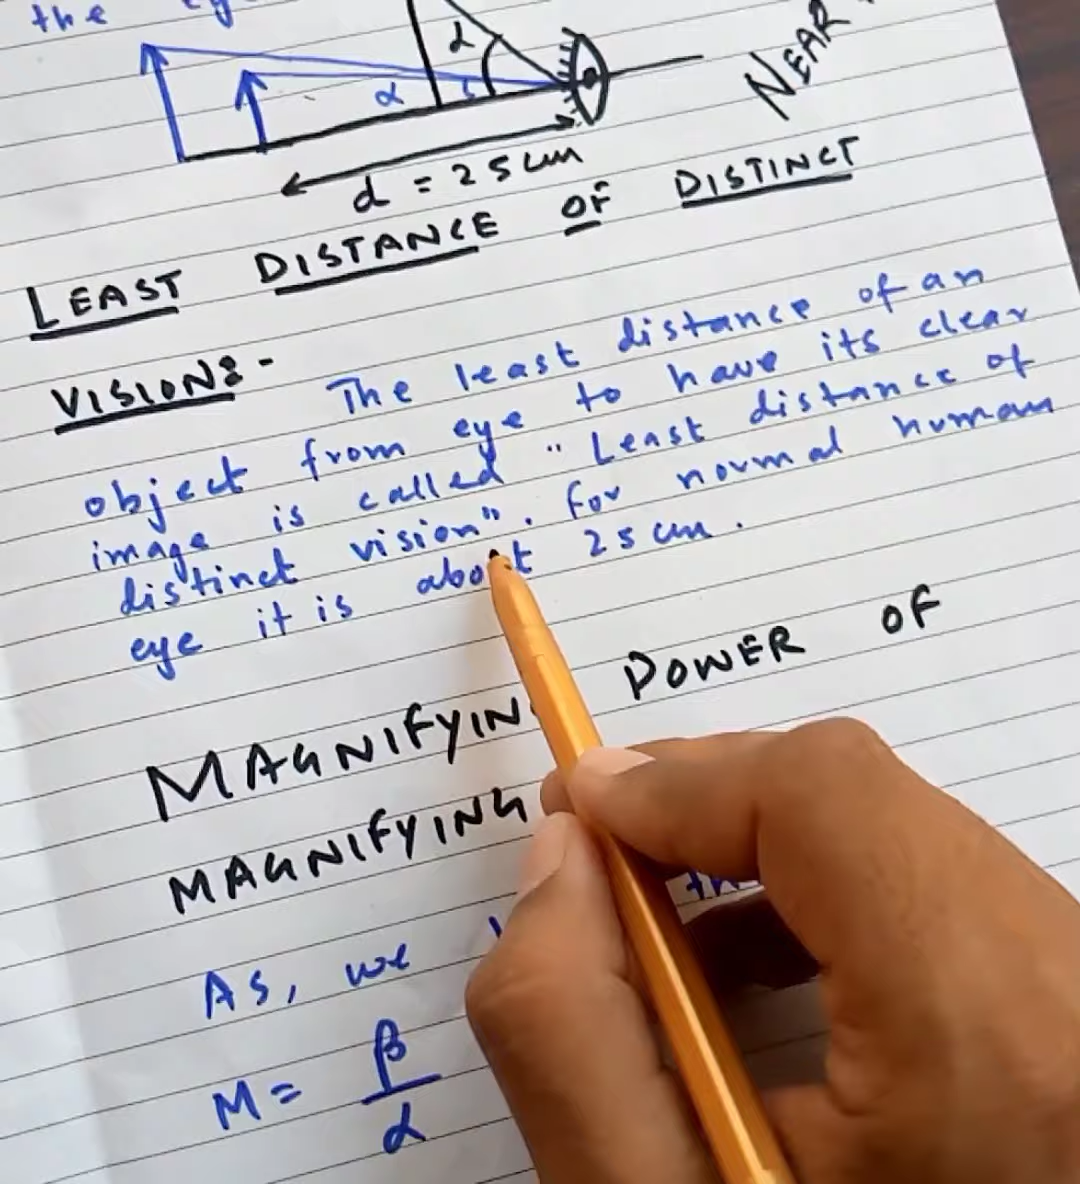 the
NEAR
α
α
d = 25 cm
LEAST DISTANCE OF DISTINCT
VISION:-
The least distance of an
object from eye to have its clear
image is called "Least distance of
distinct vision". For normal human
eye it is about 25 cm.
MAGNIFYING POWER OF
MAGNIFYING
As, we
M = β/α